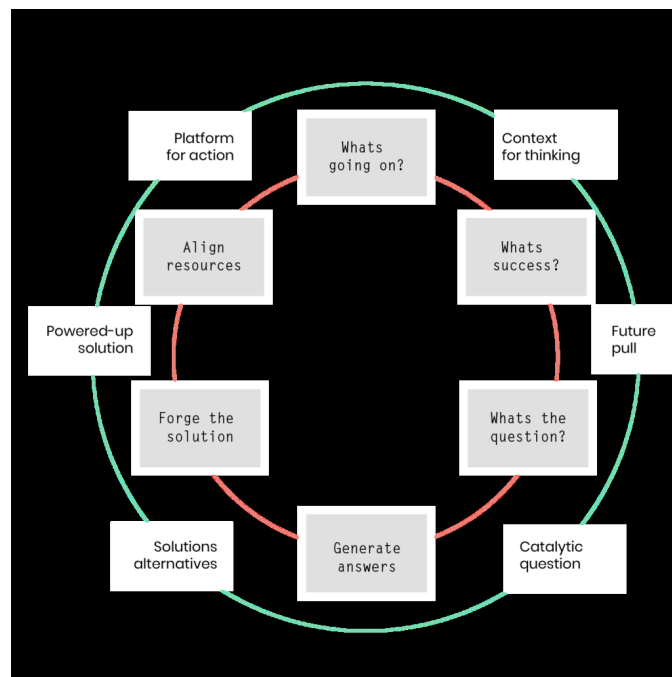 Platform
for action
Whats
going on?
Context
for thinking
Align
resources
Whats
success?
Powered-up
solution
Future
pull
Forge the
solution
Whats the
question?
Solutions
alternatives
Generate
answers
Catalytic
question